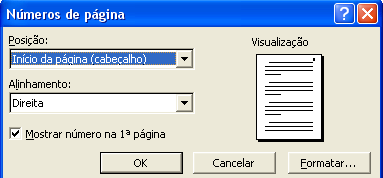 Números de página
Posição:
Início da página (cabeçalho)
Visualização
Alinhamento:
Direita
Mostrar número na 1ª página
OK
Cancelar
Formatar...